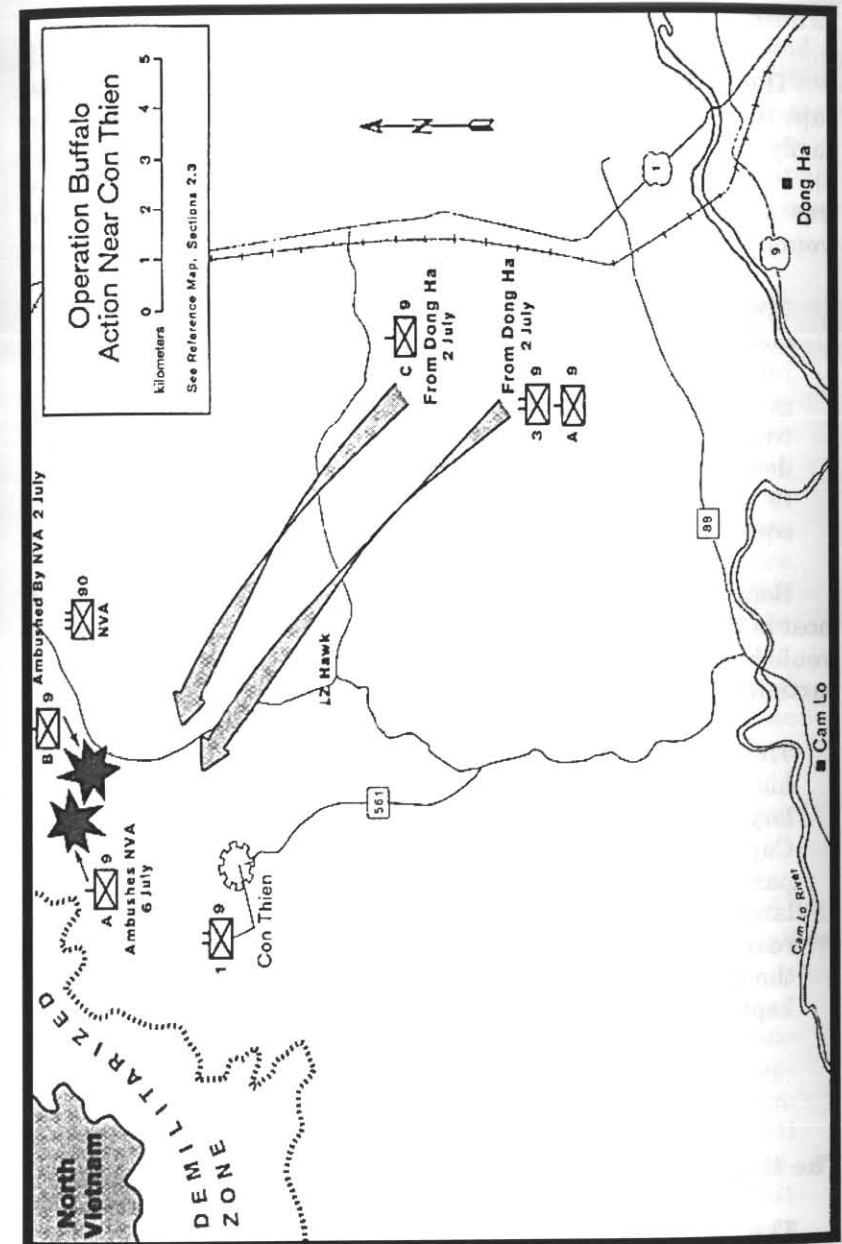 Operation Buffalo
Action Near Con Thien
kilometers 0 1 2 3 4 5
See Reference Map, Sections 2.3
N
North
Vietnam
DEMILITARIZED
ZONE
B 9
Ambushed By NVA 2 July
90
NVA
A 9
Ambushes NVA
6 July
1 9
Con Thien
561
LZ Hawk
C 9
From Dong Ha
2 July
From Dong Ha
2 July
3 9
A 9
88
1
9
Dong Ha
Cam Lo
Cam Lo River